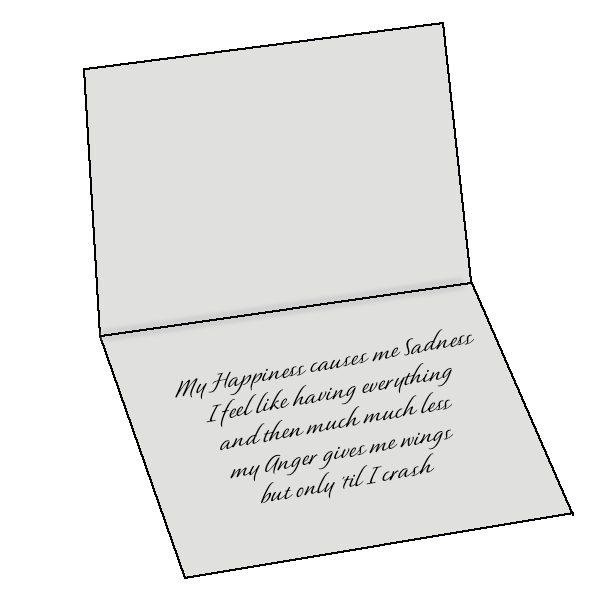 My Happiness causes me Sadness
I feel like having everything
and then much much less
my Anger gives me wings
but only 'til I crash